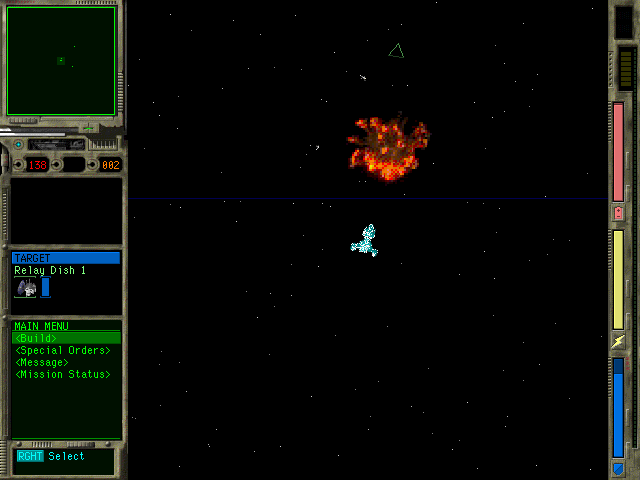 138 002
TARGET
Relay Dish 1
MAIN MENU
<Build>
<Special Orders>
<Message>
<Mission Status>
RGHT Select